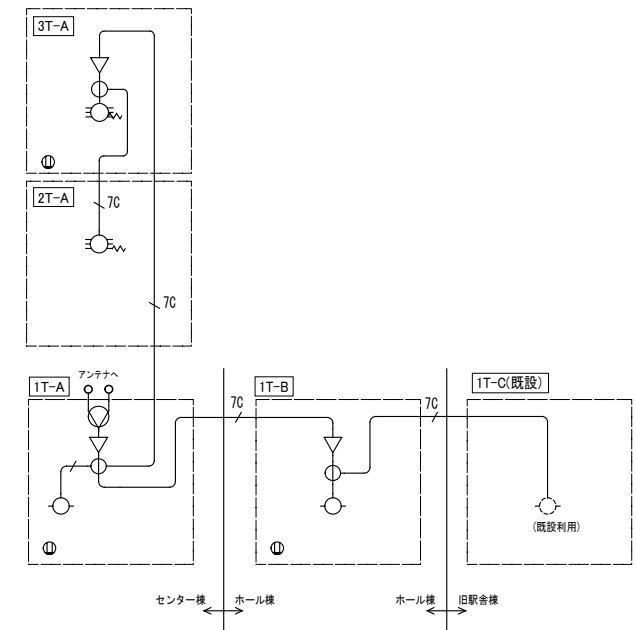 3T-A
2T-A
7C
7C
アンテナへ
1T-A
1T-B
1T-C(既設)
7C
7C
(既設利用)
センター棟
ホール棟
ホール棟
旧駅舎棟